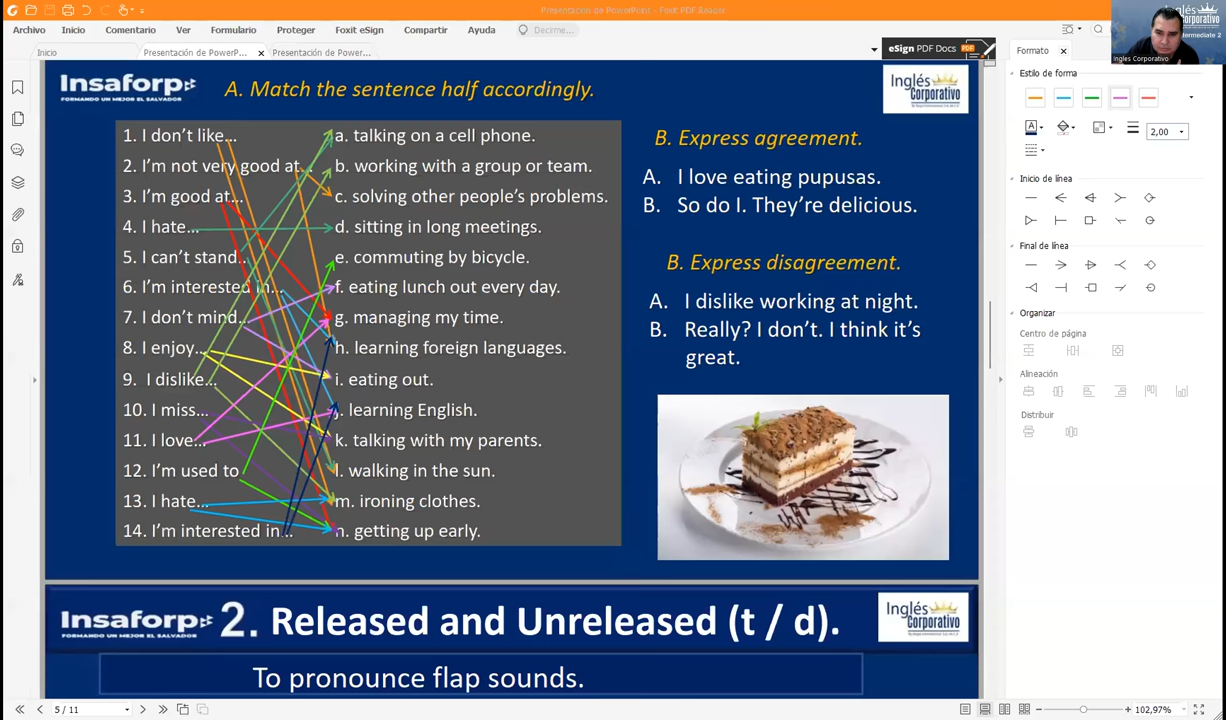 Presentación de PowerPoint - Foxit PDF Reader
Archivo Inicio Comentario Ver Formulario Proteger Foxit eSign Compartir Ayuda Decirme...
Inicio Presentación de PowerP... Presentación de PowerP...
eSign PDF Docs
Formato
Ingles Corporativo
Insaforp
FORMANDO UN MEJOR EL SALVADOR
A. Match the sentence half accordingly.
Inglés
Corporativo
1. I don't like...
2. I'm not very good at...
3. I'm good at...
4. I hate...
5. I can't stand...
6. I'm interested in...
7. I don't mind...
8. I enjoy...
9. I dislike...
10. I miss...
11. I love...
12. I'm used to
13. I hate...
14. I'm interested in...
a. talking on a cell phone.
b. working with a group or team.
c. solving other people's problems.
d. sitting in long meetings.
e. commuting by bicycle.
f. eating lunch out every day.
g. managing my time.
h. learning foreign languages.
i. eating out.
j. learning English.
k. talking with my parents.
l. walking in the sun.
m. ironing clothes.
n. getting up early.
B. Express agreement.
A. I love eating pupusas.
B. So do I. They're delicious.
B. Express disagreement.
A. I dislike working at night.
B. Really? I don't. I think it's
great.
Insaforp
FORMANDO UN MEJOR EL SALVADOR
2. Released and Unreleased (t / d).
Inglés
Corporativo
To pronounce flap sounds.
Estilo de forma
2,00
Inicio de línea
Final de línea
Organizar
Centro de página
Alineación
Distribuir
5 / 11
102,97%